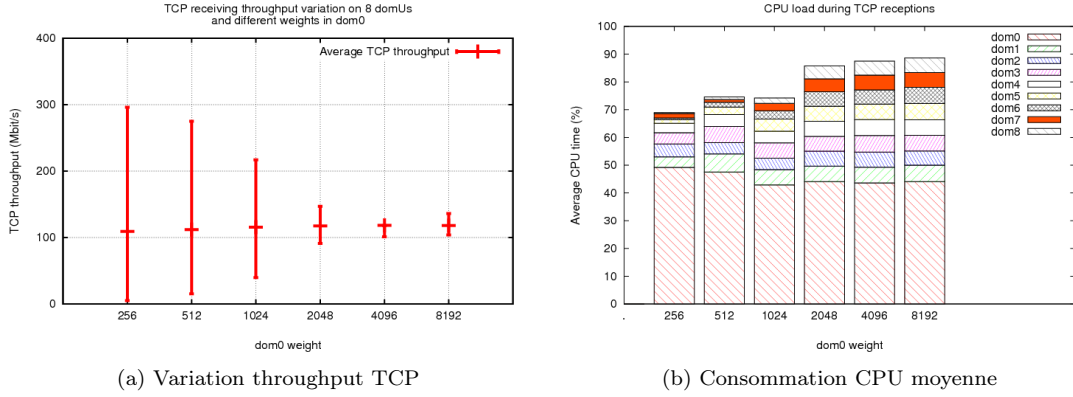 TCP receiving throughput variation on 8 domUs
and different weights in dom0
TCP throughput (Mbit/s)
400
300
200
100
0
Average TCP throughput
256 512 1024 2048 4096 8192
dom0 weight
(a) Variation throughput TCP
CPU load during TCP receptions
Average CPU time (%)
100
90
80
70
60
50
40
30
20
10
0
dom0
dom1
dom2
dom3
dom4
dom5
dom6
dom7
dom8
. 256 512 1024 2048 4096 8192
dom0 weight
(b) Consommation CPU moyenne